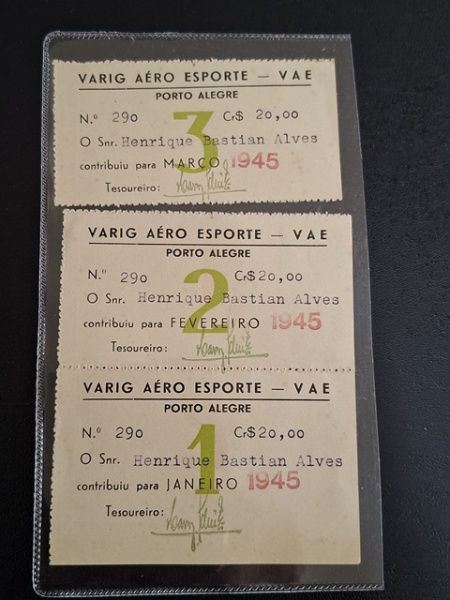 VARIG AÉRO ESPORTE — VAE
PORTO ALEGRE
3
N.º 290 Cr$ 20,00
O Snr. Henrique Bastian Alves
contribuiu para MARÇO 1945
Tesoureiro:
VARIG AÉRO ESPORTE — VAE
PORTO ALEGRE
2
N.º 290 Cr$20,00
O Snr. Henrique Bastian Alves
contribuiu para FEVEREIRO 1945
Tesoureiro:
VARIG AÉRO ESPORTE — VAE
PORTO ALEGRE
1
N.º 290 Cr$20,00
O Snr. Henrique Bastian Alves
contribuiu para JANEIRO 1945
Tesoureiro: